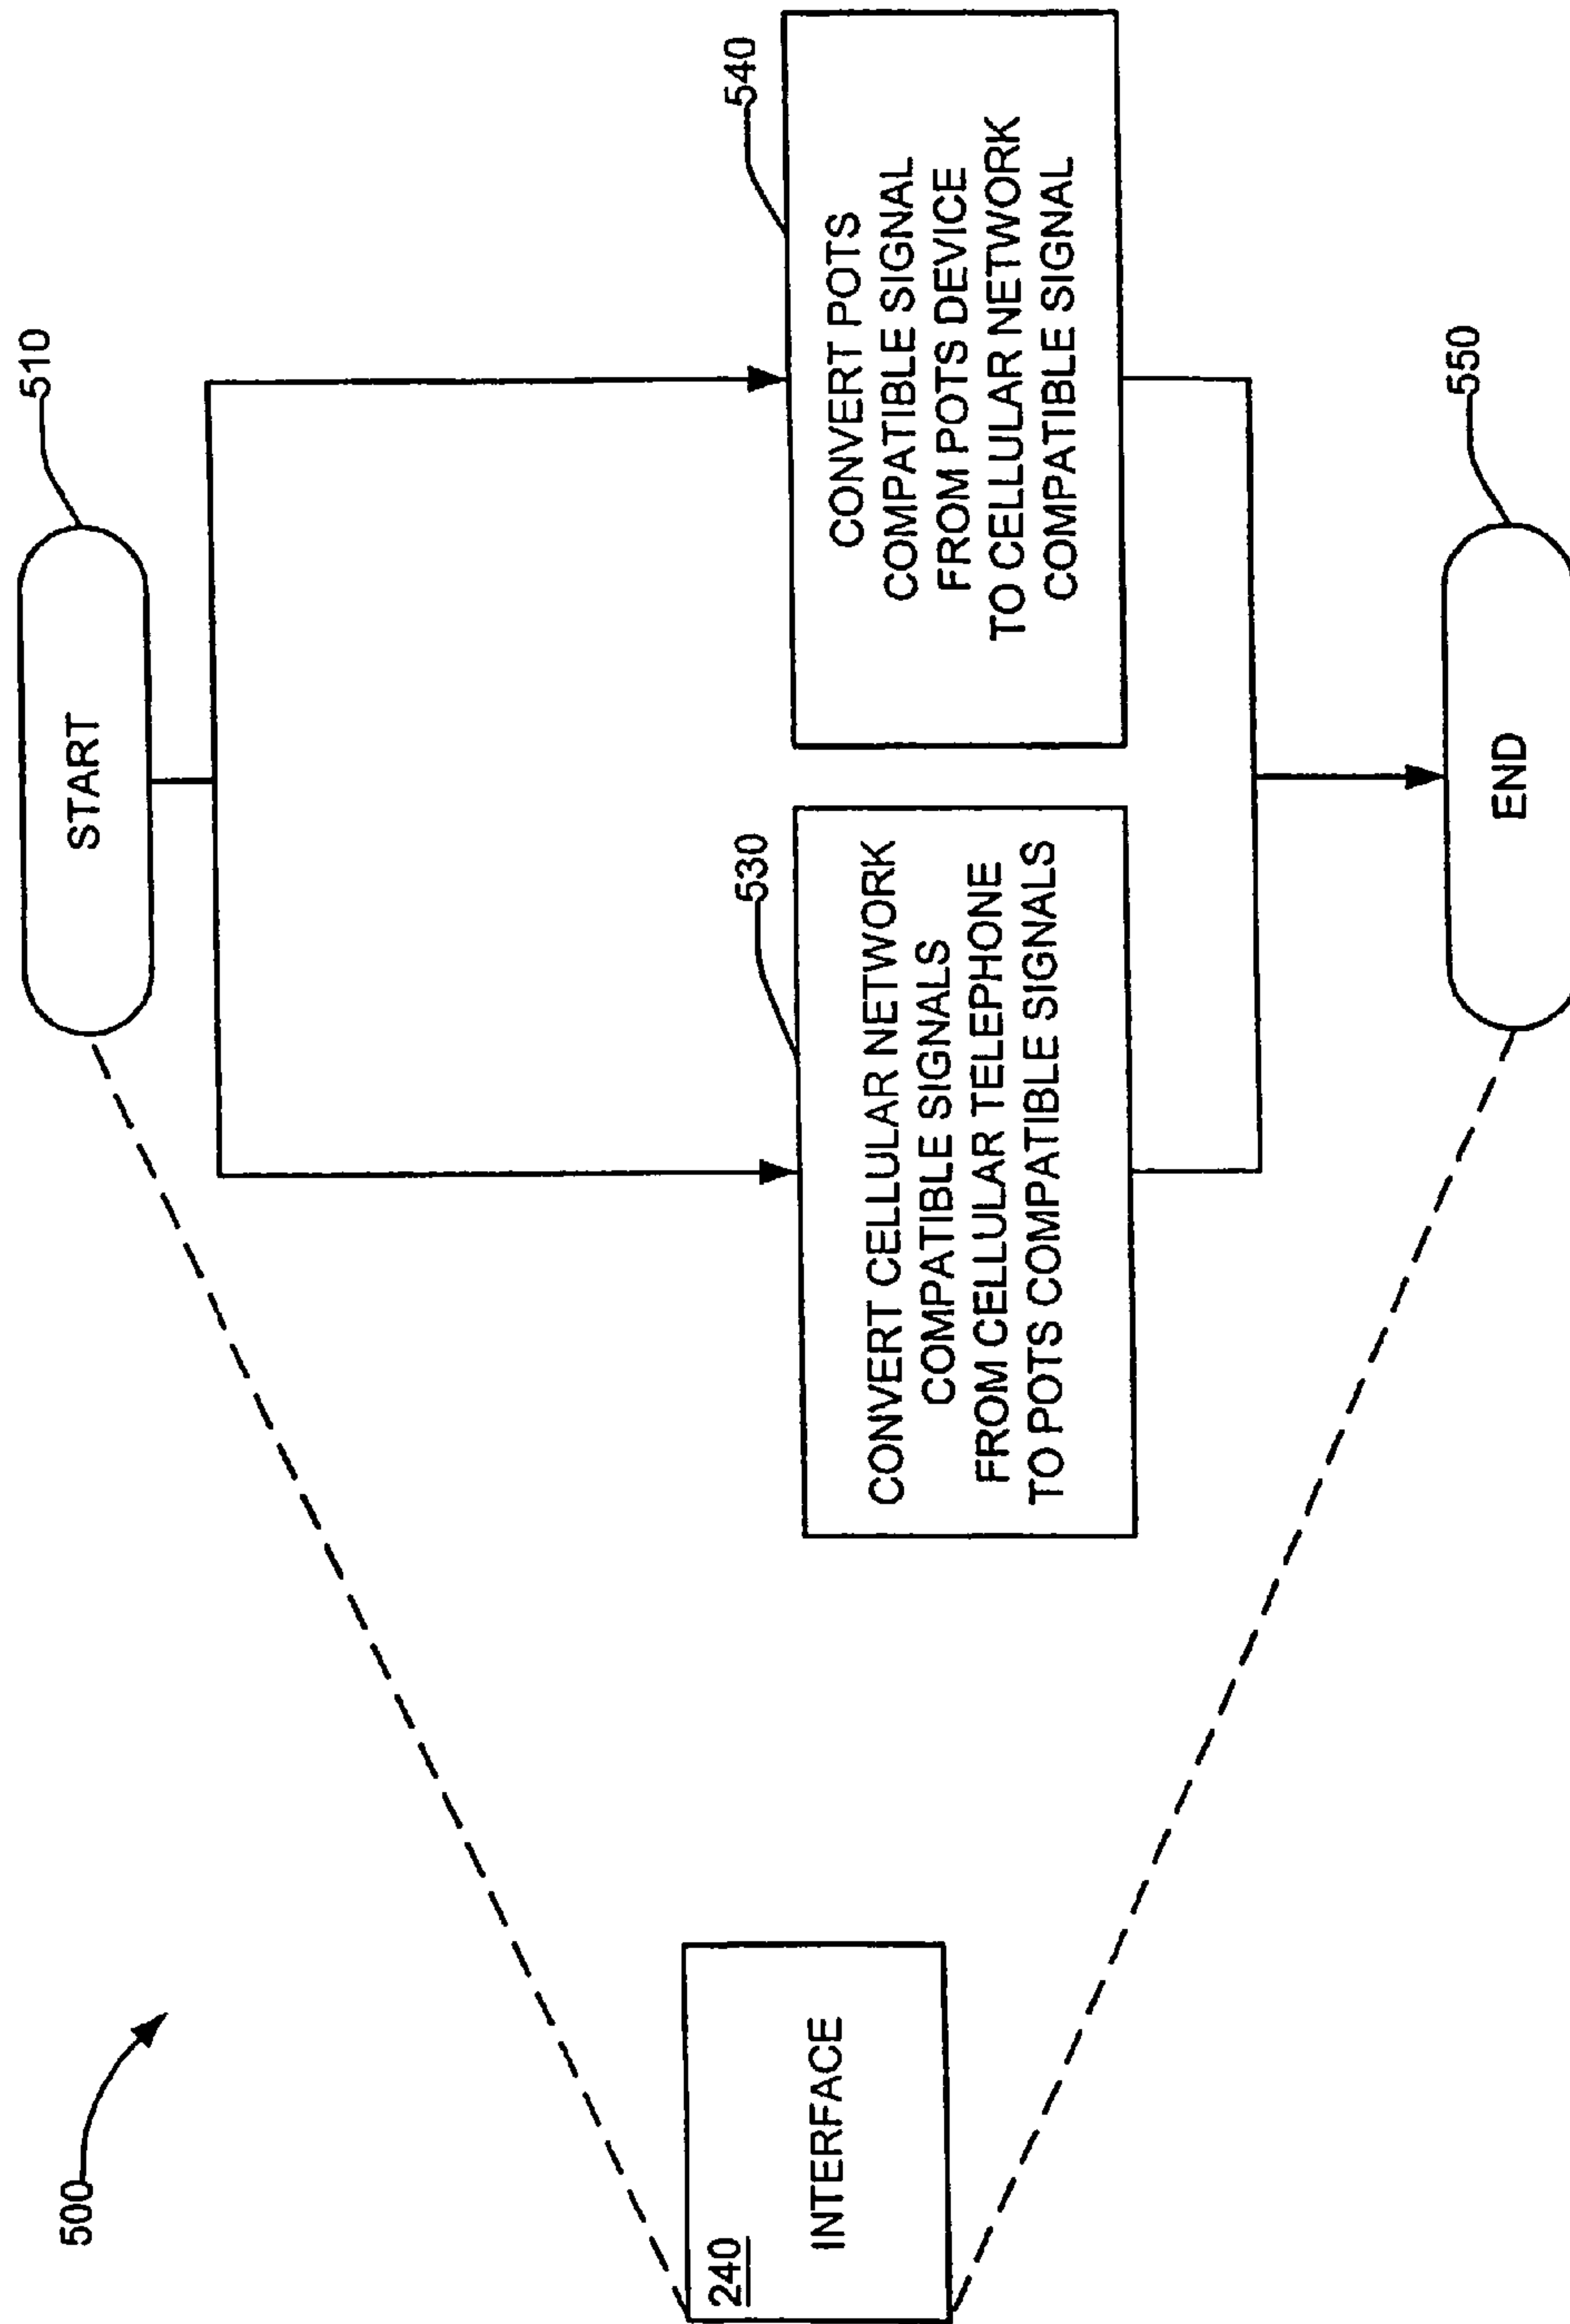 500
510
START
240
INTERFACE
530
CONVERT CELLULAR NETWORK
COMPATIBLE SIGNALS
FROM CELLULAR TELEPHONE
TO POTS COMPATIBLE SIGNALS
540
CONVERT POTS
COMPATIBLE SIGNAL
FROM POTS DEVICE
TO CELLULAR NETWORK
COMPATIBLE SIGNAL
550
END